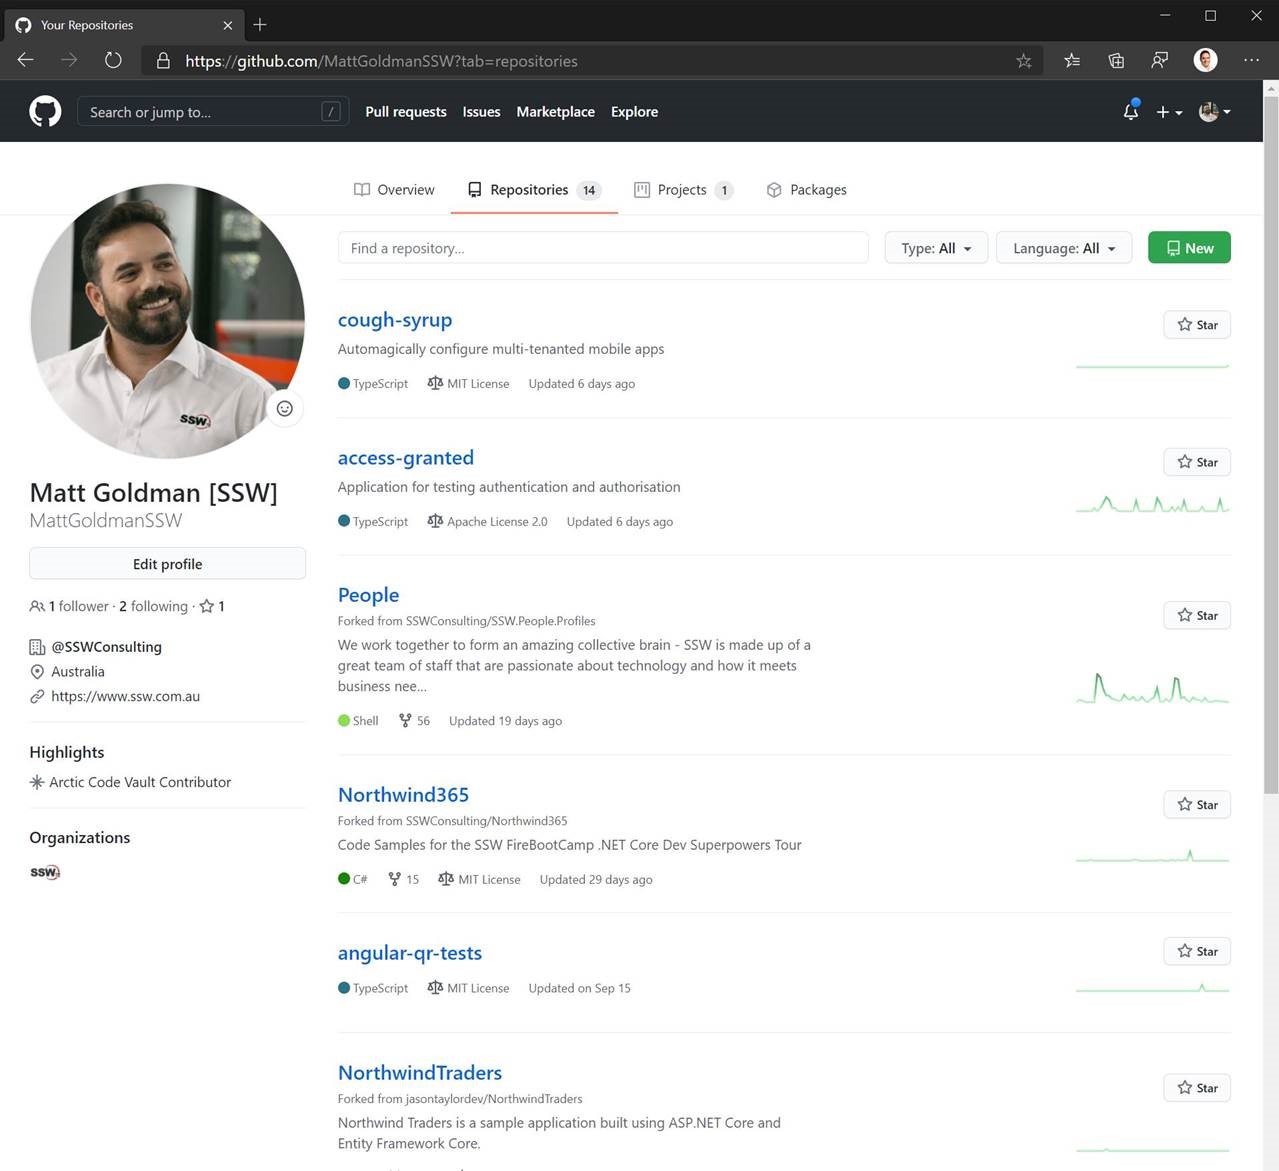 Your Repositories
https://github.com/MattGoldmanSSW?tab=repositories
Search or jump to... /
Pull requests Issues Marketplace Explore
Overview Repositories 14 Projects 1 Packages
Find a repository... Type: All Language: All New
cough-syrup
Star
Automagically configure multi-tenanted mobile apps
TypeScript MIT License Updated 6 days ago
access-granted
Star
Application for testing authentication and authorisation
TypeScript Apache License 2.0 Updated 6 days ago
People
Forked from SSWConsulting/SSW.People.Profiles
Star
We work together to form an amazing collective brain - SSW is made up of a
great team of staff that are passionate about technology and how it meets
business nee...
Shell 56 Updated 19 days ago
Northwind365
Star
Forked from SSWConsulting/Northwind365
Code Samples for the SSW FireBootCamp .NET Core Dev Superpowers Tour
C# 15 MIT License Updated 29 days ago
angular-qr-tests
Star
TypeScript MIT License Updated on Sep 15
NorthwindTraders
Star
Forked from jasontaylordev/NorthwindTraders
Northwind Traders is a sample application built using ASP.NET Core and
Entity Framework Core.
SSW
Matt Goldman [SSW]
MattGoldmanSSW
Edit profile
1 follower · 2 following · 1
@SSWConsulting
Australia
https://www.ssw.com.au
Highlights
Arctic Code Vault Contributor
Organizations
SSW